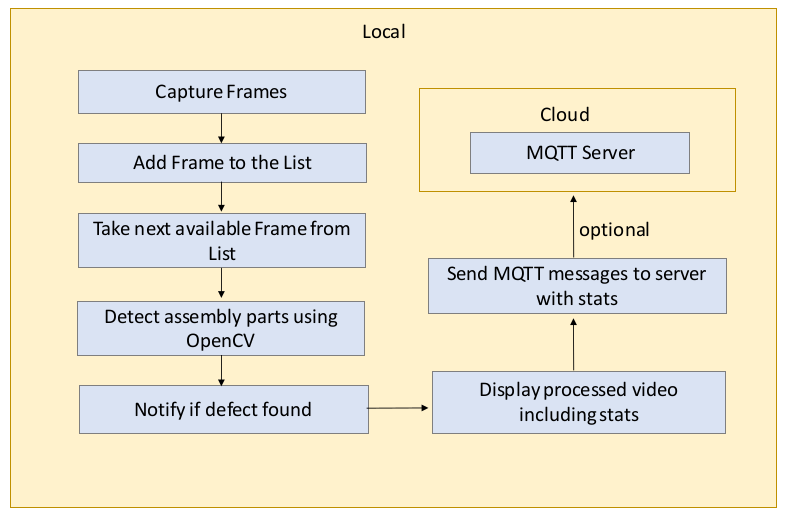 Local
Capture Frames
Add Frame to the List
Take next available Frame from
List
Detect assembly parts using
OpenCV
Notify if defect found
Cloud
MQTT Server
optional
Send MQTT messages to server
with stats
Display processed video
including stats